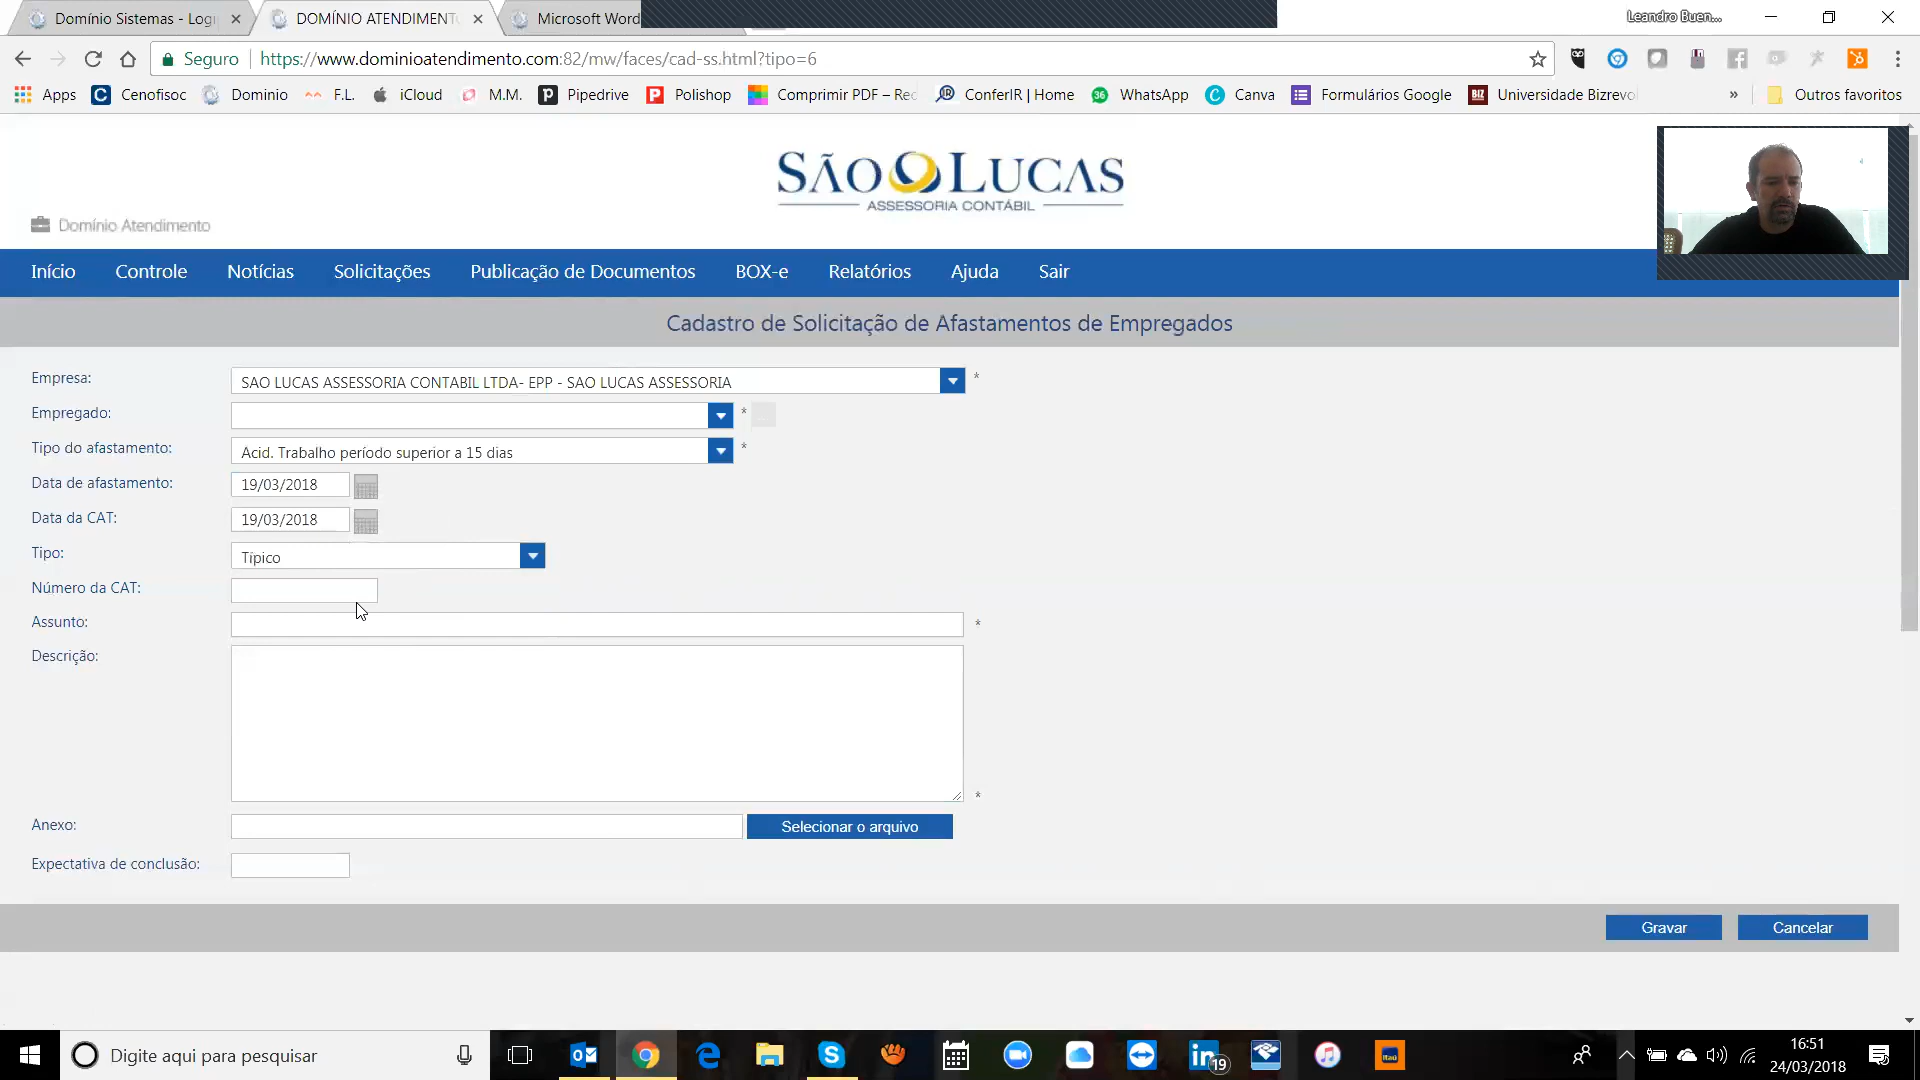 Domínio Sistemas - Logi
DOMÍNIO ATENDIMENT
Microsoft Word
Leandro Buen...
Seguro
https://www.dominioatendimento.com:82/mw/faces/cad-ss.html?tipo=6
Apps
Cenofisoc
Dominio
F.L.
iCloud
M.M.
Pipedrive
Polishop
Comprimir PDF – Red
ConferIR | Home
WhatsApp
Canva
Formulários Google
Universidade Bizrevo
» Outros favoritos
SÃO LUCAS
ASSESSORIA CONTÁBIL
Domínio Atendimento
Início Controle Notícias Solicitações Publicação de Documentos BOX-e Relatórios Ajuda Sair
Cadastro de Solicitação de Afastamentos de Empregados
Empresa: SAO LUCAS ASSESSORIA CONTABIL LTDA- EPP - SAO LUCAS ASSESSORIA *
Empregado: *
Tipo do afastamento: Acid. Trabalho período superior a 15 dias *
Data de afastamento: 19/03/2018
Data da CAT: 19/03/2018
Tipo: Típico
Número da CAT:
Assunto: *
Descrição: *
Anexo: Selecionar o arquivo
Expectativa de conclusão:
Gravar Cancelar
Digite aqui para pesquisar
19
16:51
24/03/2018